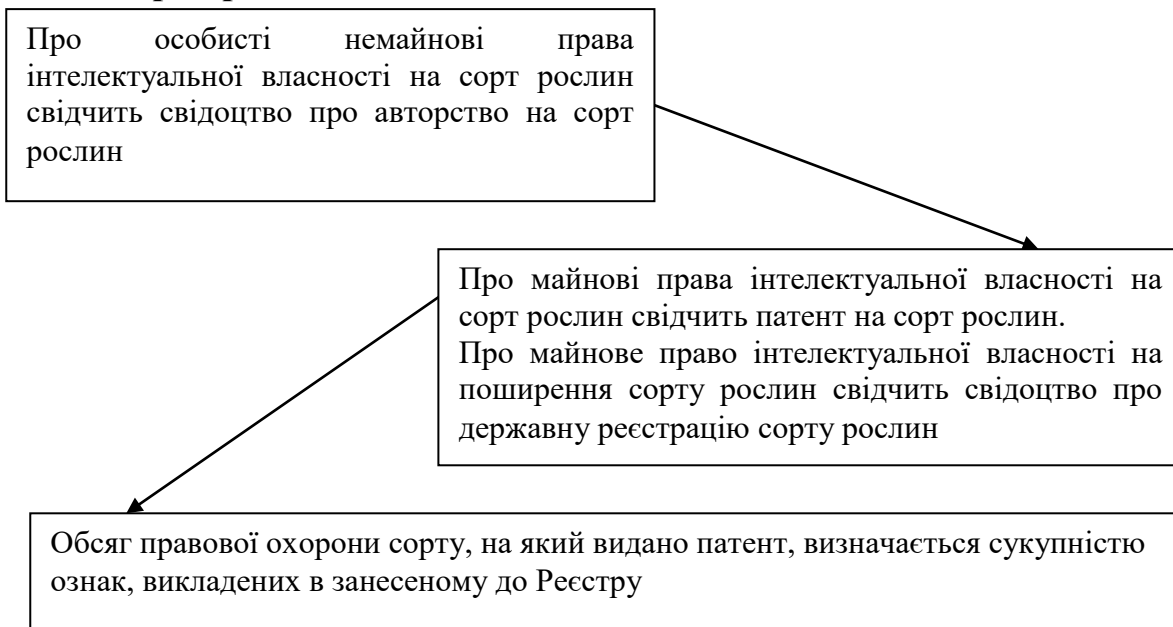 Про особисті немайнові права
інтелектуальної власності на сорт рослин
свідчить свідоцтво про авторство на сорт
рослин
Про майнові права інтелектуальної власності на
сорт рослин свідчить патент на сорт рослин.
Про майнове право інтелектуальної власності на
поширення сорту рослин свідчить свідоцтво про
державну реєстрацію сорту рослин
Обсяг правової охорони сорту, на який видано патент, визначається сукупністю
ознак, викладених в занесеному до Реєстру